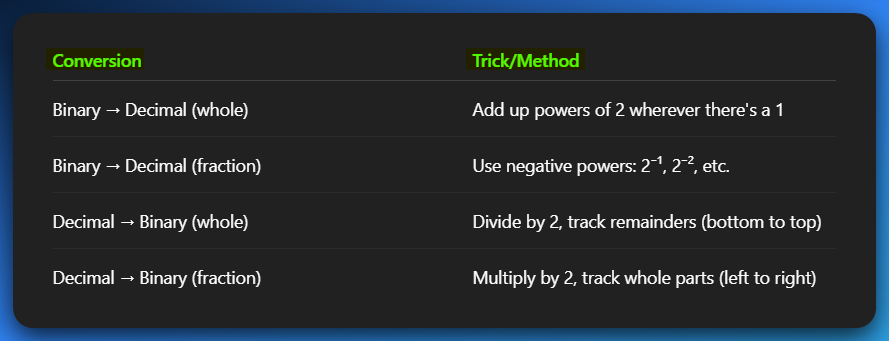 Conversion Trick/Method
Binary → Decimal (whole) Add up powers of 2 wherever there's a 1
Binary → Decimal (fraction) Use negative powers: 2⁻¹, 2⁻², etc.
Decimal → Binary (whole) Divide by 2, track remainders (bottom to top)
Decimal → Binary (fraction) Multiply by 2, track whole parts (left to right)